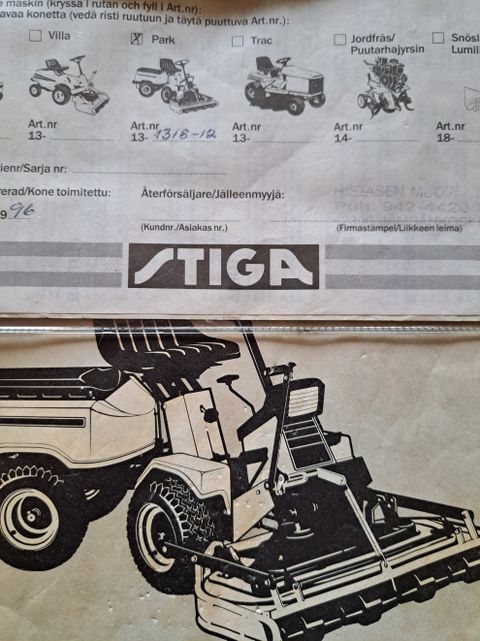 maskin (kryssa i rutan och fyll i Art.nr):
avaa konetta (vedä risti ruutuun ja täytä puuttuva Art.nr.):
Villa
X Park
Trac
Jordfräs/
Puutarhajyrsin
Snös
Lumil
Art.nr
13-
Art.nr
13- 1318-12
Art.nr
13-
Art.nr
14-
Art.nr
18-
rienr/Sarja nr:
erad/Kone toimitettu:
Återförsäljare/Jälleenmyyjä:
9 96
(Kundnr./Asiakas nr.)
(Firmastämpel/Liikkeen leima)
STIGA